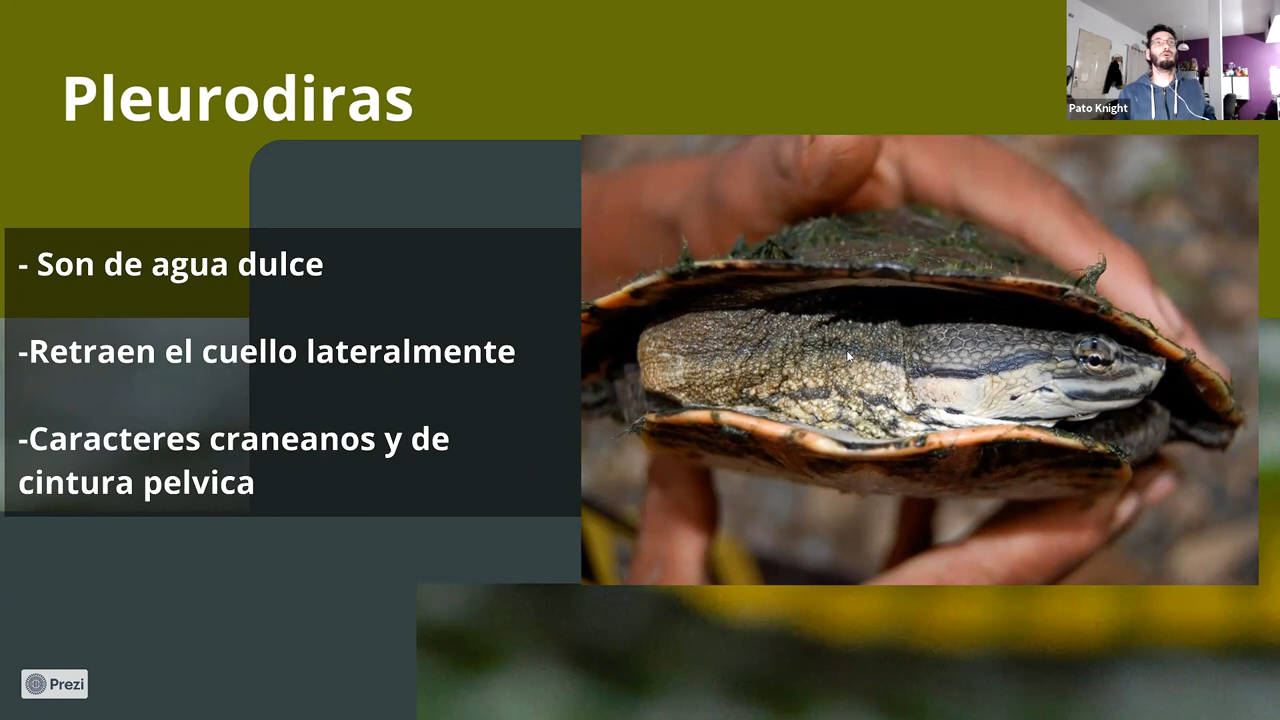 Pleurodiras
Pato Knight
- Son de agua dulce
-Retraen el cuello lateralmente
-Caracteres craneanos y de
cintura pelvica
Prezi